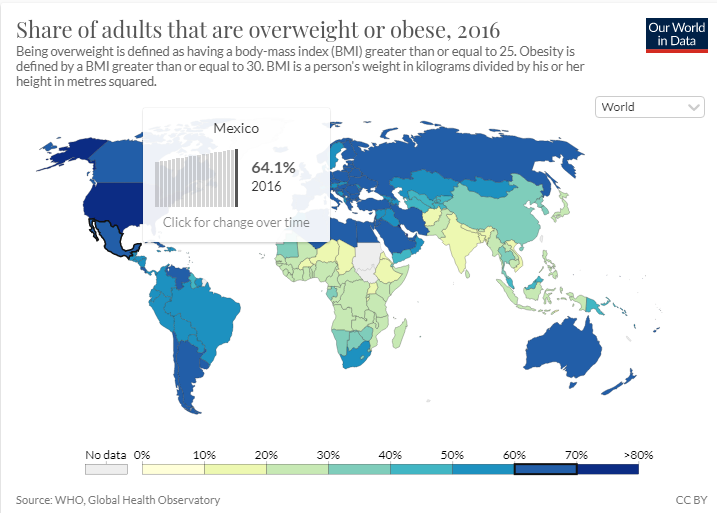 Share of adults that are overweight or obese, 2016
Our World
in Data
Being overweight is defined as having a body-mass index (BMI) greater than or equal to 25. Obesity is
defined by a BMI greater than or equal to 30. BMI is a person's weight in kilograms divided by his or her
height in metres squared.
World
Mexico
64.1%
2016
Click for change over time
No data 0% 10% 20% 30% 40% 50% 60% 70% >80%
Source: WHO, Global Health Observatory
CC BY